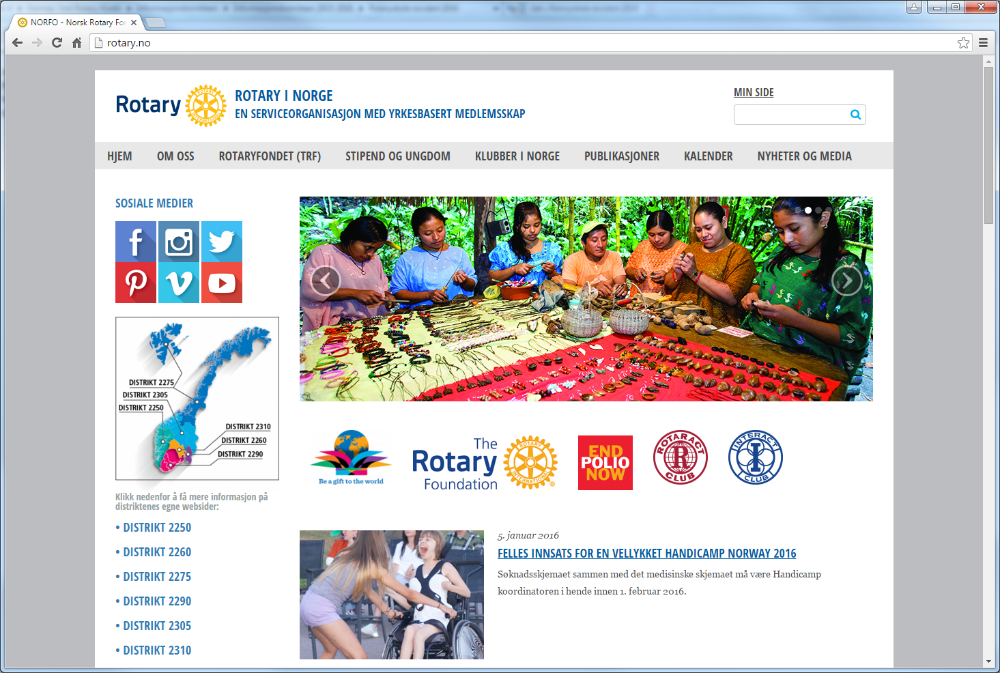 NORFO - Norsk Rotary Fo
rotary.no
Rotary
ROTARY
INTERNATIONAL
ROTARY I NORGE
EN SERVICEORGANISASJON MED YRKESBASERT MEDLEMSSKAP
MIN SIDE
HJEM OM OSS ROTARYFONDET (TRF) STIPEND OG UNGDOM KLUBBER I NORGE PUBLIKASJONER KALENDER NYHETER OG MEDIA
SOSIALE MEDIER
DISTRIKT 2275
DISTRIKT 2305
DISTRIKT 2250
DISTRIKT 2310
DISTRIKT 2260
DISTRIKT 2290
Klikk nedenfor å få mere informasjon på
distriktenes egne websider:
• DISTRIKT 2250
• DISTRIKT 2260
• DISTRIKT 2275
• DISTRIKT 2290
• DISTRIKT 2305
• DISTRIKT 2310
Be a gift to the world
The
Rotary
Foundation
ROTARY
INTERNATIONAL
®
END
POLIO
NOW
ROTARACT
R
CLUB
INTERACT
I
CLUB
5. januar 2016
FELLES INNSATS FOR EN VELLYKKET HANDICAMP NORWAY 2016
Søknadsskjemaet sammen med det medisinske skjemaet må være Handicamp
koordinatoren i hende innen 1. februar 2016.